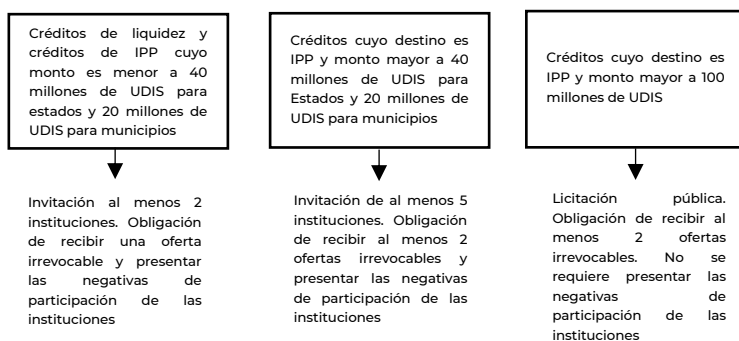 Créditos de liquidez y
créditos de IPP cuyo
monto es menor a 40
millones de UDIS para
estados y 20 millones de
UDIS para municipios
Invitación al menos 2
instituciones. Obligación
de recibir una oferta
irrevocable y presentar
las negativas de
participación de las
instituciones
Créditos cuyo destino es
IPP y monto mayor a 40
millones de UDIS para
Estados y 20 millones de
UDIS para municipios
Invitación de al menos 5
instituciones. Obligación
de recibir al menos 2
ofertas irrevocables y
presentar las negativas
de participación de las
instituciones
Créditos cuyo destino es
IPP y monto mayor a 100
millones de UDIS
Licitación pública.
Obligación de recibir al
menos 2 ofertas
irrevocables. No se
requiere presentar las
negativas de
participación de las
instituciones